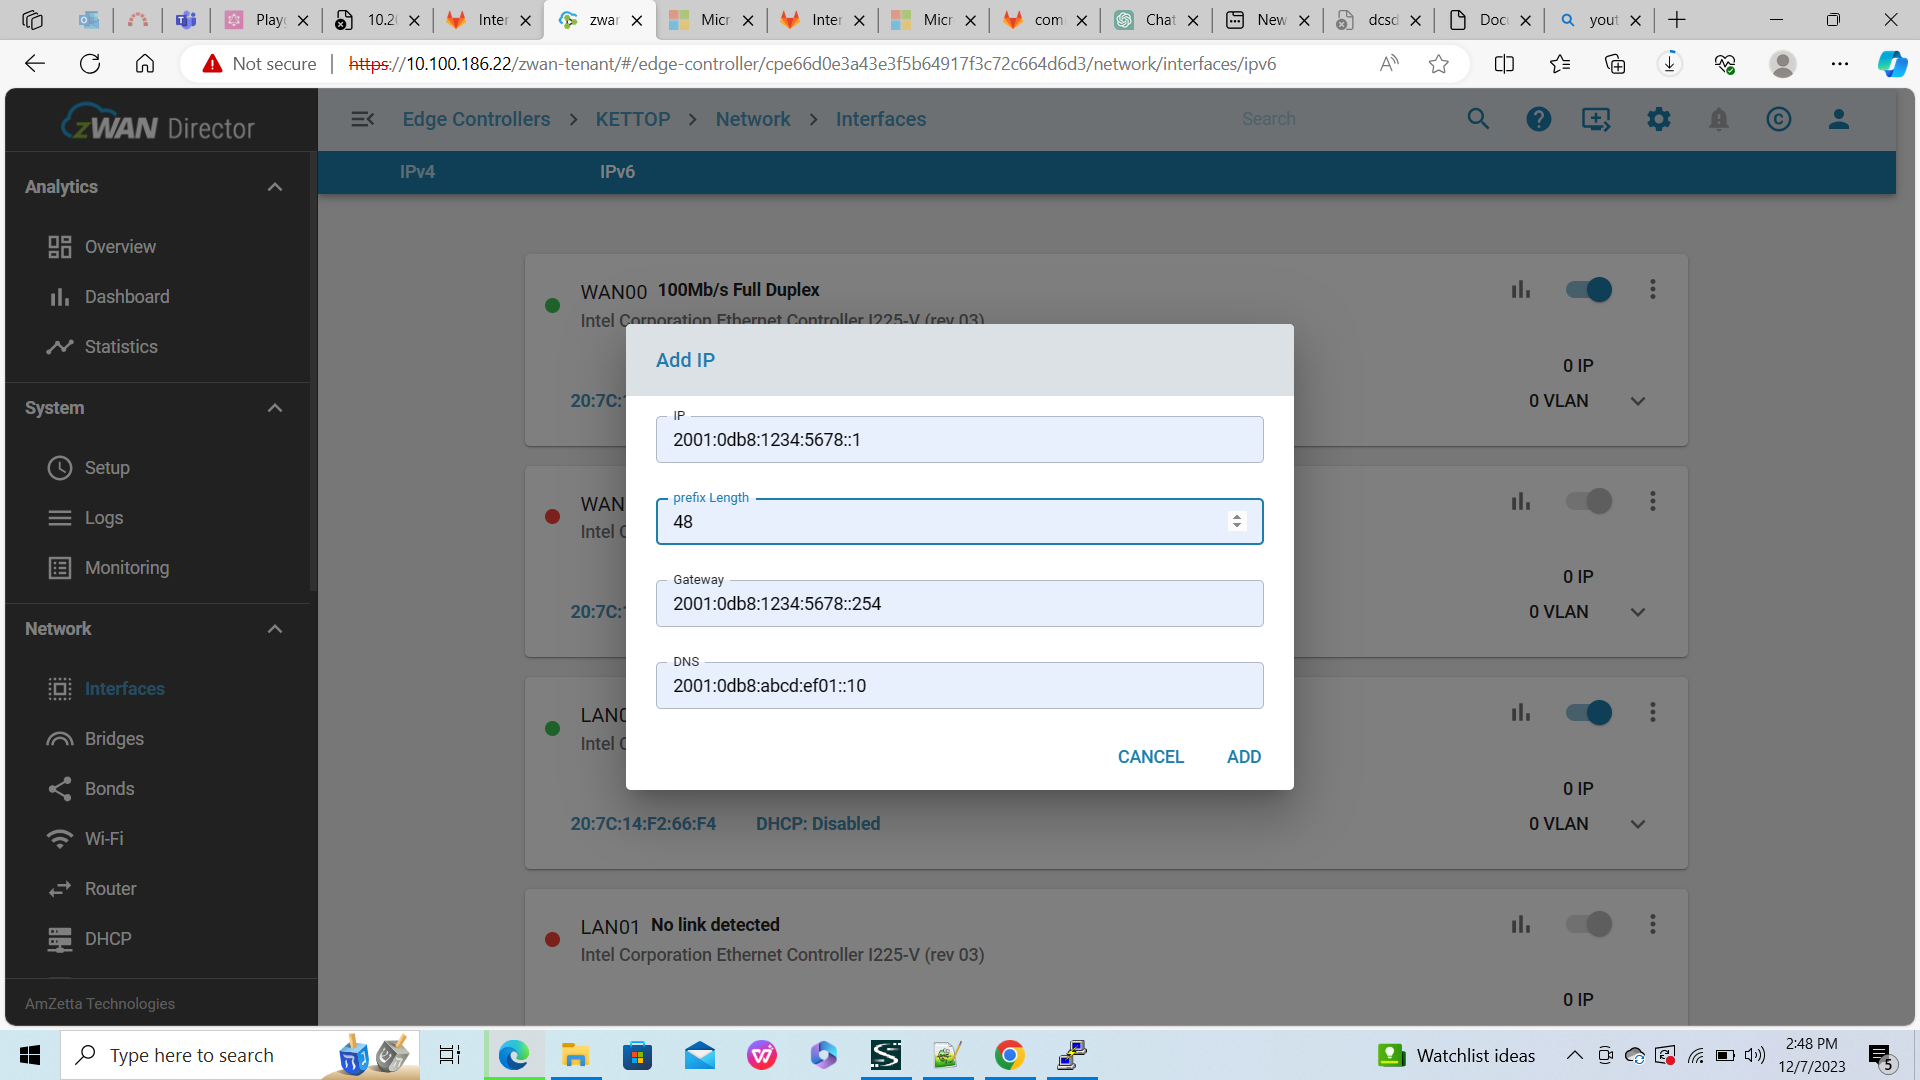 Play
10.20
Inter
zwar
Micr
Inter
Micr
com
Chat
New
dcsd
Doc
yout
Not secure
https://10.100.186.22/zwan-tenant/#/edge-controller/cpe66d0e3a43e3f5b64917f3c72c664d6d3/network/interfaces/ipv6
zWAN Director
Edge Controllers > KETTOP > Network > Interfaces
Search
IPv4
IPv6
Analytics
Overview
Dashboard
Statistics
System
Setup
Logs
Monitoring
Network
Interfaces
Bridges
Bonds
Wi-Fi
Router
DHCP
AmZetta Technologies
WAN00 100Mb/s Full Duplex
Intel Corporation Ethernet Controller I225-V (rev 03)
0 IP
20:7C:
0 VLAN
WAN
Intel C
0 IP
20:7C:
0 VLAN
LAN0
Intel C
0 IP
20:7C:14:F2:66:F4
DHCP: Disabled
0 VLAN
LAN01 No link detected
Intel Corporation Ethernet Controller I225-V (rev 03)
0 IP
Add IP
IP
2001:0db8:1234:5678::1
prefix Length
48
Gateway
2001:0db8:1234:5678::254
DNS
2001:0db8:abcd:ef01::10
CANCEL
ADD
Type here to search
Watchlist ideas
2:48 PM
12/7/2023
5